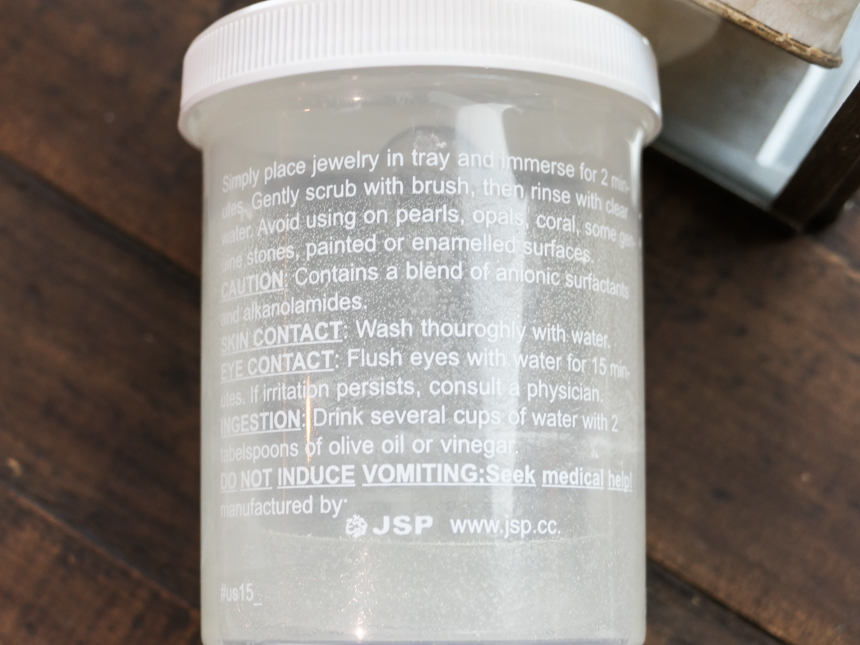 Simply place jewelry in tray and immerse for 2 min-
utes. Gently scrub with brush, then rinse with clear
water. Avoid using on pearls, opals, coral, some gen-
uine stones, painted or enamelled surfaces.
CAUTION: Contains a blend of anionic surfactants
and alkanolamides.
SKIN CONTACT: Wash thouroghly with water.
EYE CONTACT: Flush eyes with water for 15 min-
utes. If irritation persists, consult a physician.
INGESTION: Drink several cups of water with 2
tabelspoons of olive oil or vinegar.
DO NOT INDUCE VOMITING:Seek medical help!
manufactured by:
JSP www.jsp.cc.
#us15_